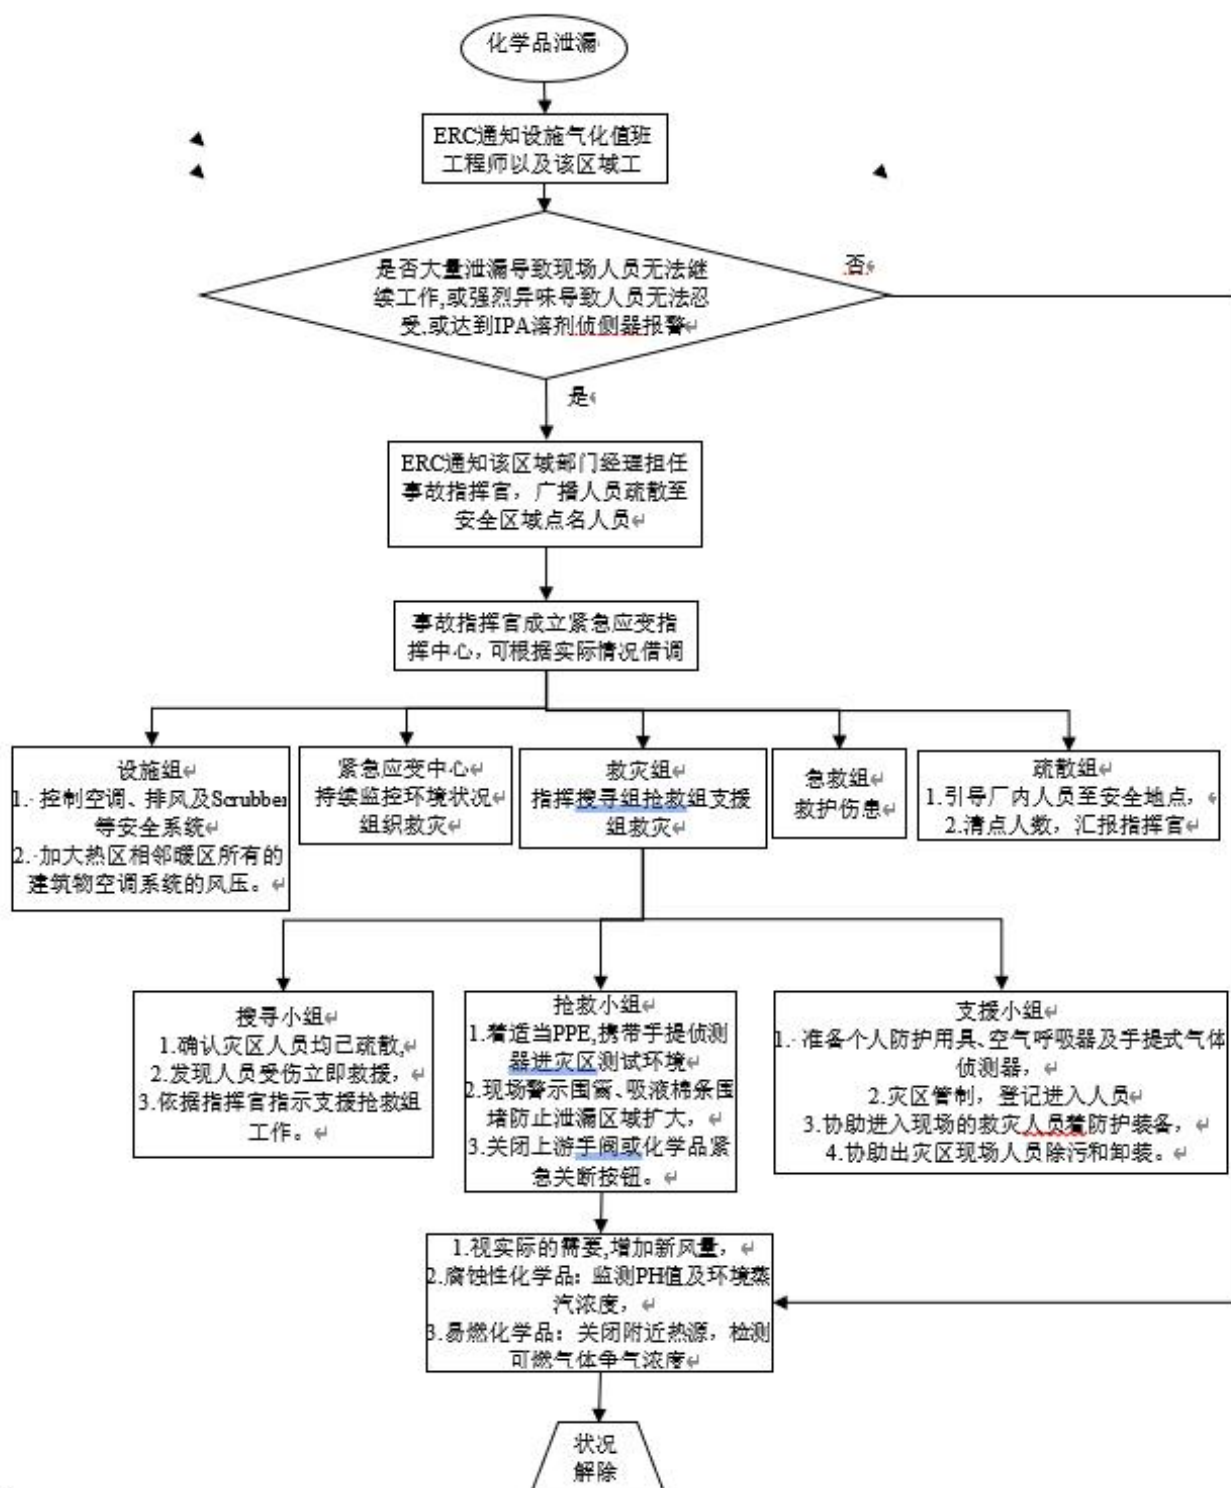 化学品泄漏
ERC通知设施气化值班
工程师以及该区域工
是否大量泄漏导致现场人员无法继
续工作,或强烈异味导致人员无法忍
受,或达到IPA溶剂侦侧器报警
否
是
ERC通知该区域部门经理担任
事故指挥官，广播人员疏散至
安全区域点名人员
事故指挥官成立紧急应变指
挥中心,可根据实际情况借调
设施组
1. 控制空调、排风及Scrubber
等安全系统
2. 加大热区相邻暖区所有的
建筑物空调系统的风压。
紧急应变中心
持续监控环境状况
组织救灾
救灾组
指挥搜寻组抢救组支援
组救灾
急救组
救护伤患
疏散组
1.引导厂内人员至安全地点，
2.清点人数，汇报指挥官
搜寻小组
1.确认灾区人员均已疏散,
2.发现人员受伤立即救援，
3.依据指挥官指示支援抢救组
工作。
抢救小组
1.着适当PPE,携带手提侦测
器进灾区测试环境
2.现场警示围篱、吸液棉条围
堵防止泄漏区域扩大，
3.关闭上游手阀或化学品紧
急关断按钮。
支援小组
1. 准备个人防护用具、空气呼吸器及手提式气体
侦测器，
2.灾区管制，登记进入人员
3.协助进入现场的救灾人员着防护装备，
4.协助出灾区现场人员除污和卸装。
1.视实际的需要,增加新风量，
2.腐蚀性化学品：监测PH值及环境蒸
汽浓度，
3.易燃化学品：关闭附近热源，检测
可燃气体争气浓度
状况
解除